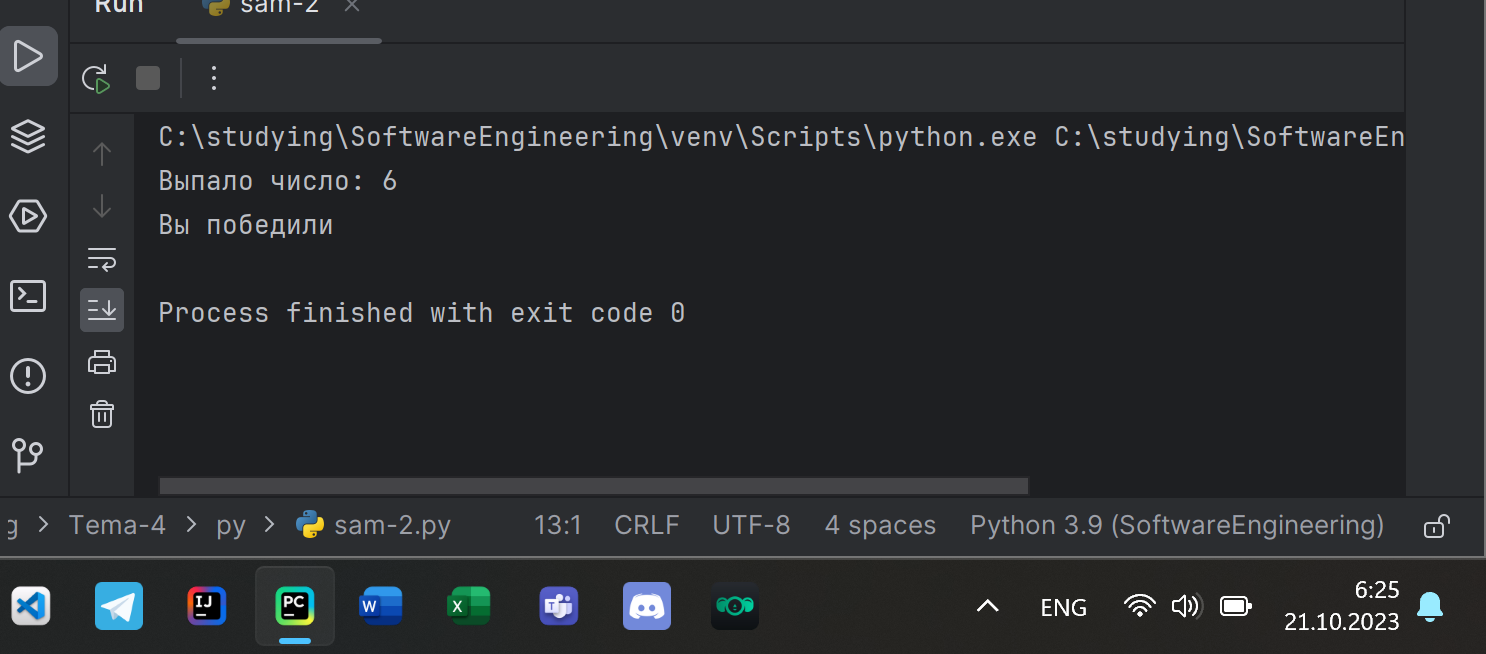 Run sam-2
C:\studying\SoftwareEngineering\venv\Scripts\python.exe C:\studying\SoftwareEn
Выпало число: 6
Вы победили
Process finished with exit code 0
g > Tema-4 > py > sam-2.py 13:1 CRLF UTF-8 4 spaces Python 3.9 (SoftwareEngineering)
IJ PC W X ENG 6:25
21.10.2023